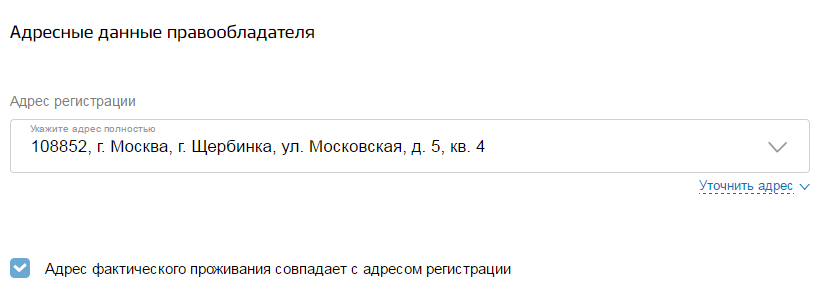 Адресные данные правообладателя
Адрес регистрации
Укажите адрес полностью
108852, г. Москва, г. Щербинка, ул. Московская, д. 5, кв. 4
Уточнить адрес
Адрес фактического проживания совпадает с адресом регистрации